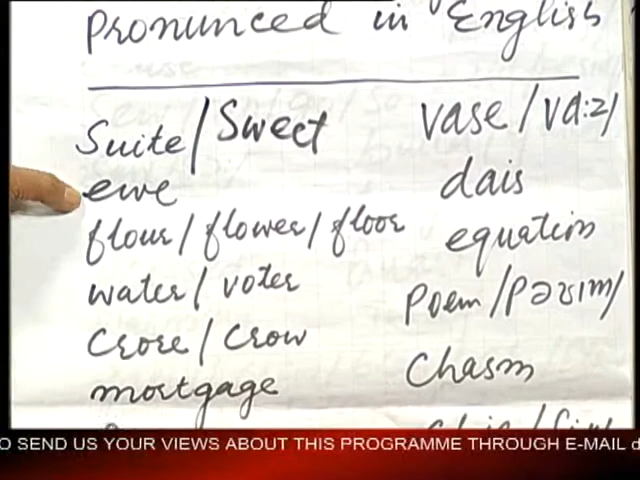 Pronunced in English
Suite / Sweet
ewe
flour / flower / floor
water / voter
Crore / Crow
mortgage
vase / va:z /
dais
equation
Poem / pəʊɪm /
Chasm
O SEND US YOUR VIEWS ABOUT THIS PROGRAMME THROUGH E-MAIL d